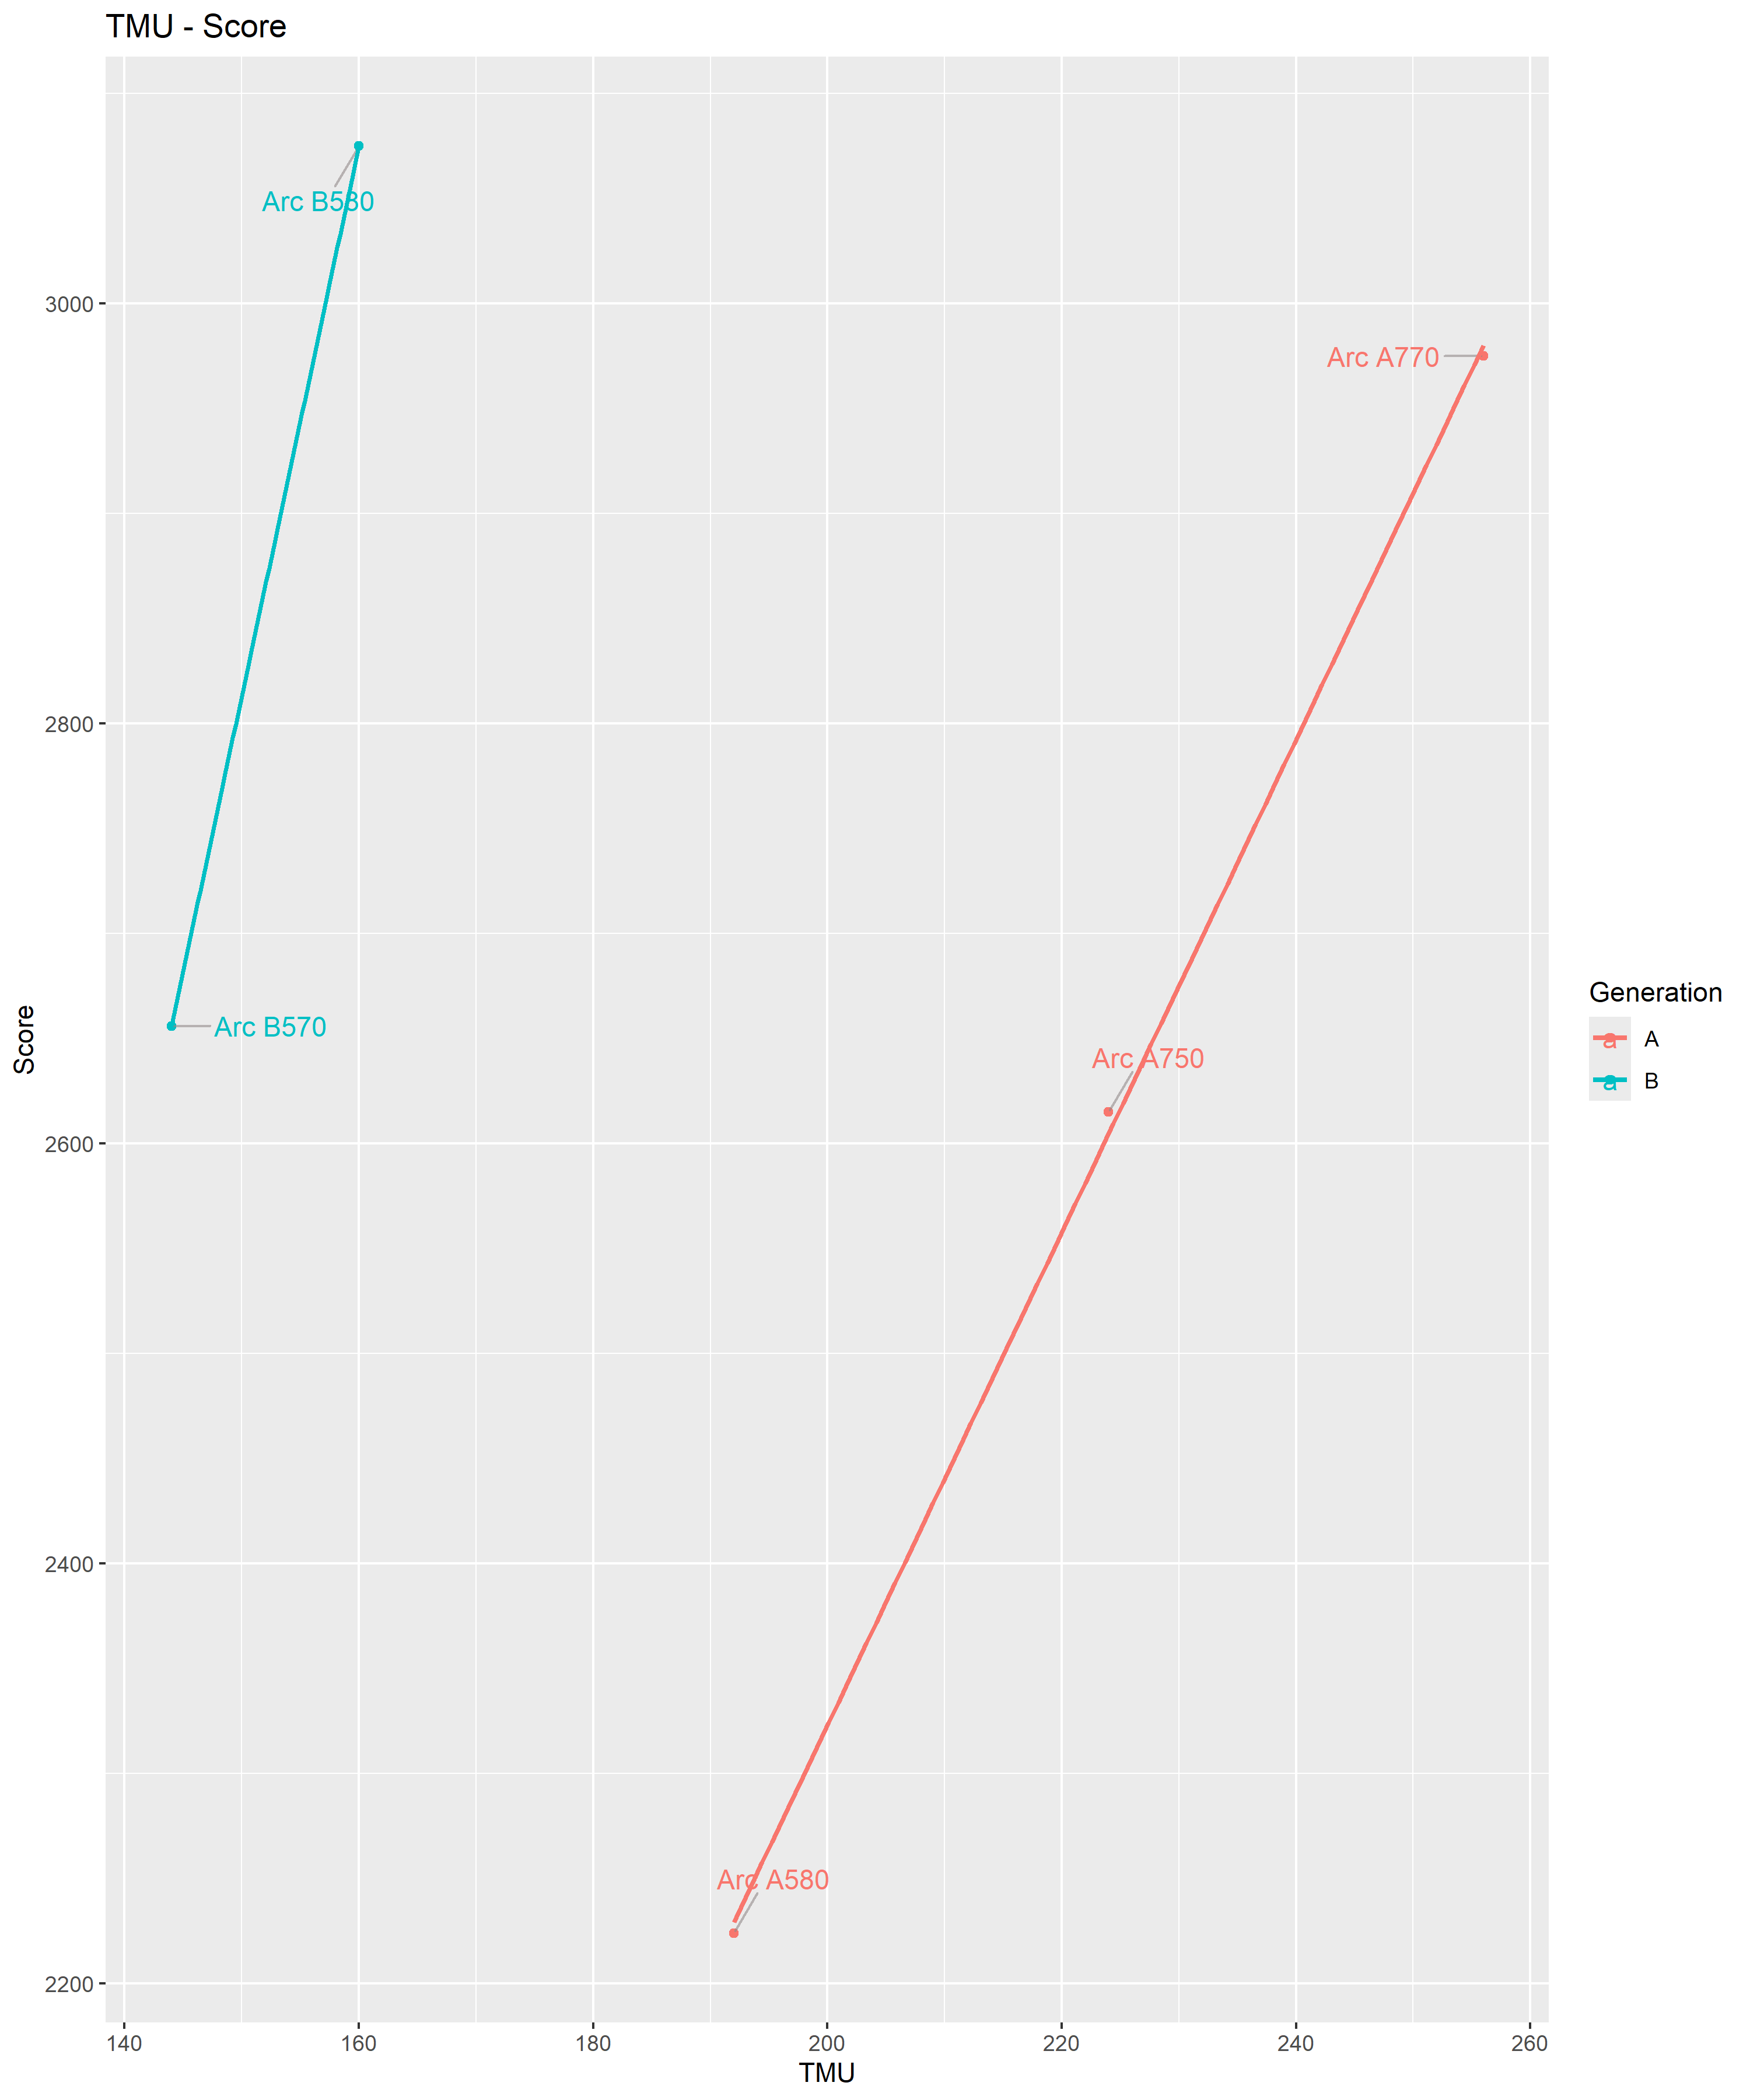 TMU - Score
Arc B580
3000
Arc A770
2800
Generation
Arc B570
Score
A
Arc A750
B
2600
2400
Arc A580
2200
140 160 180 200 220 240 260
TMU